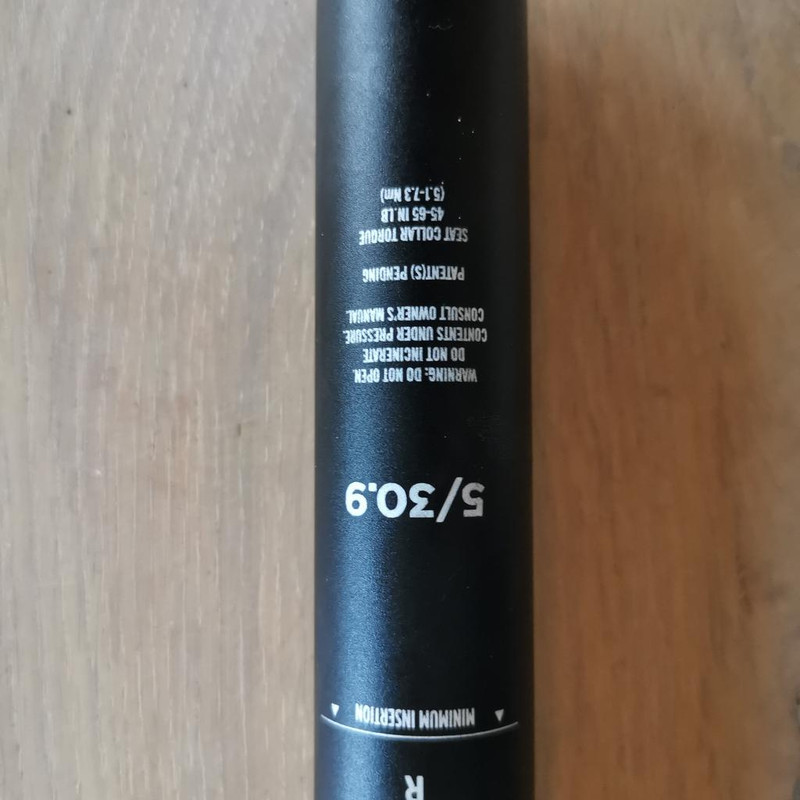 R
MINIMUM INSERTION
5/30.9
WARNING: DO NOT OPEN.
DO NOT INCINERATE
CONTENTS UNDER PRESSURE.
CONSULT OWNER'S MANUAL.
PATENT(S) PENDING
SEAT COLLAR TORQUE
45-65 IN.LB
(5.1-7.3 Nm)